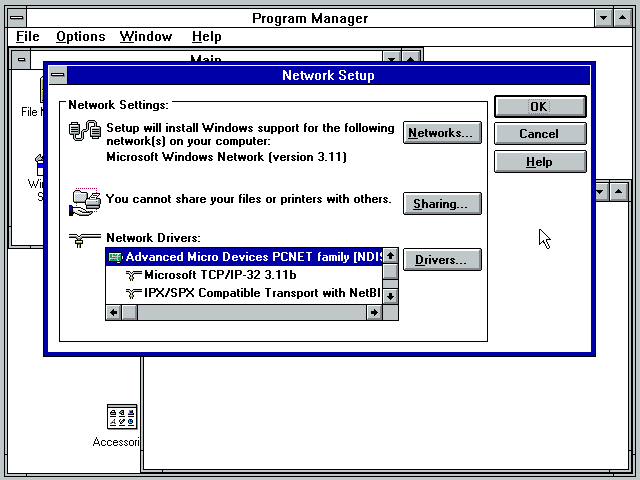 Program Manager
File Options Window Help
Main
Network Setup
Network Settings:
Setup will install Windows support for the following
network(s) on your computer:
Microsoft Windows Network (version 3.11)
Networks...
You cannot share your files or printers with others.
Sharing...
Network Drivers:
Advanced Micro Devices PCNET family [NDIS
Microsoft TCP/IP-32 3.11b
IPX/SPX Compatible Transport with NetBI
Drivers...
OK
Cancel
Help
File
Accessori